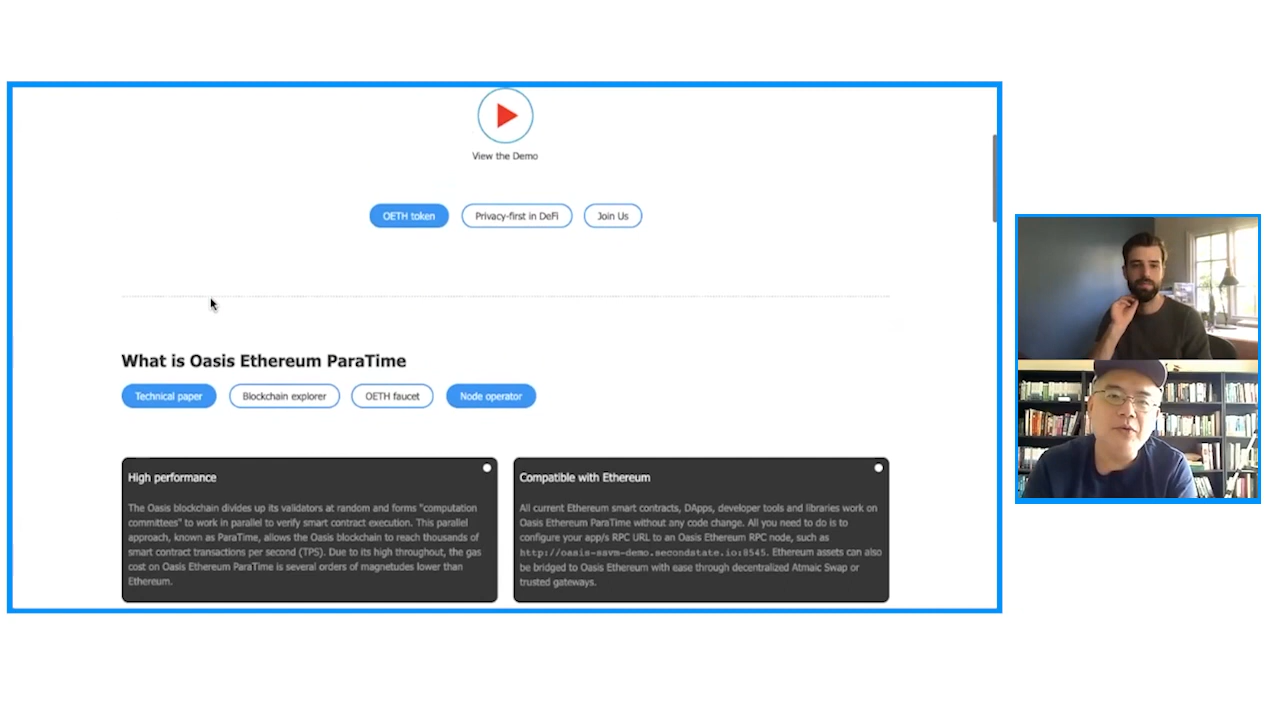 View the Demo
OETH token Privacy-first in DeFi Join Us
What is Oasis Ethereum ParaTime
Technical paper Blockchain explorer OETH faucet Node operator
High performance
The Oasis blockchain divides up its validators at random and forms "computation
committees" to work in parallel to verify smart contract execution. This parallel
approach, known as ParaTime, allows the Oasis blockchain to reach thousands of
smart contract transactions per second (TPS). Due to its high throughput, the gas
cost on Oasis Ethereum ParaTime is several orders of magnetudes lower than
Ethereum.
Compatible with Ethereum
All current Ethereum smart contracts, DApps, developer tools and libraries work on
Oasis Ethereum ParaTime without any code change. All you need to do is to
configure your app/s RPC URL to an Oasis Ethereum RPC node, such as
http://oasis-ssvm-demo.secondstate.io:8545. Ethereum assets can also
be bridged to Oasis Ethereum with ease through decentralized Atmaic Swap or
trusted gateways.